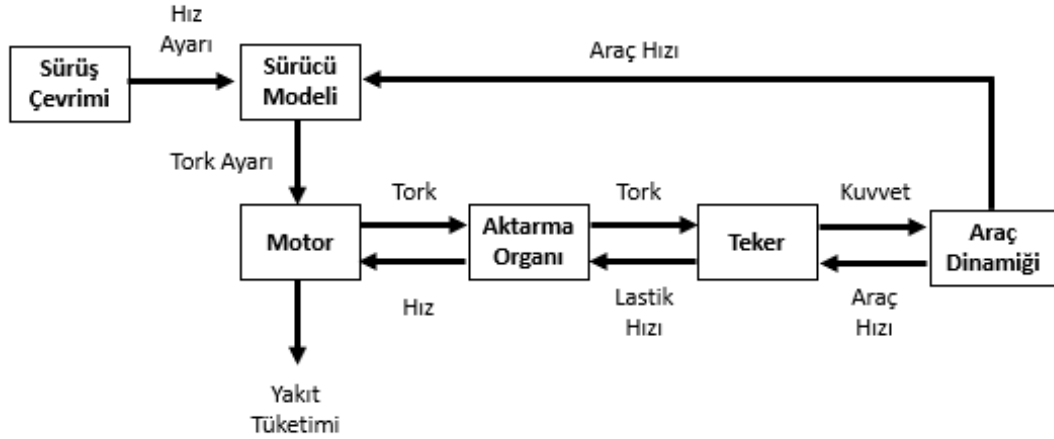 Hız
Ayarı
Sürüş
Çevrimi
Sürücü
Modeli
Araç Hızı
Tork Ayarı
Motor
Tork
Aktarma
Organı
Tork
Teker
Kuvvet
Araç
Dinamiği
Hız
Lastik
Hızı
Araç
Hızı
Yakıt
Tüketimi